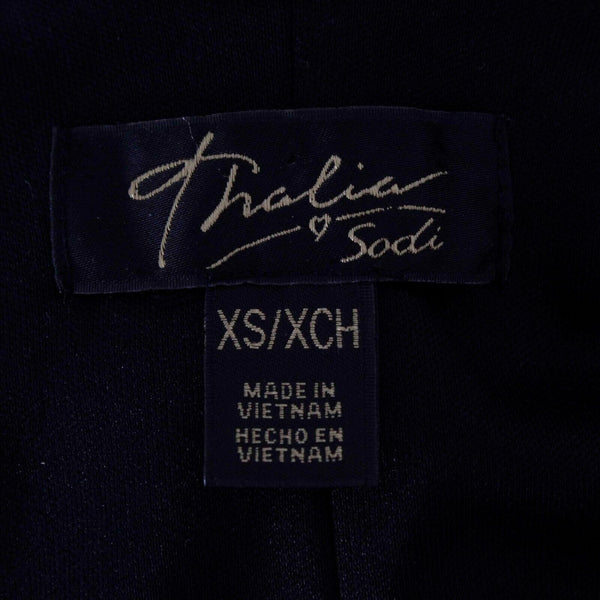 Thalia
Sodi
XS/XCH
MADE IN
VIETNAM
HECHO EN
VIETNAM